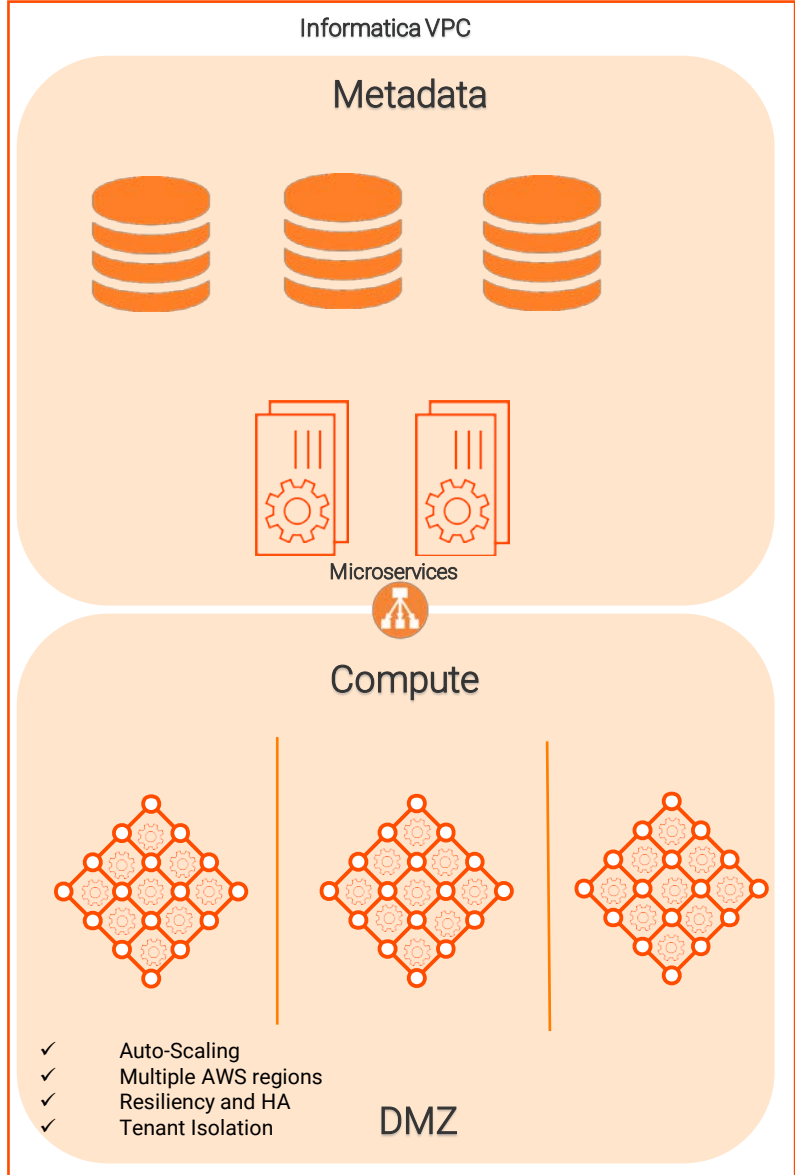 Informatica VPC
Metadata
Microservices
Compute
✓ Auto-Scaling
✓ Multiple AWS regions
✓ Resiliency and HA
✓ Tenant Isolation
DMZ